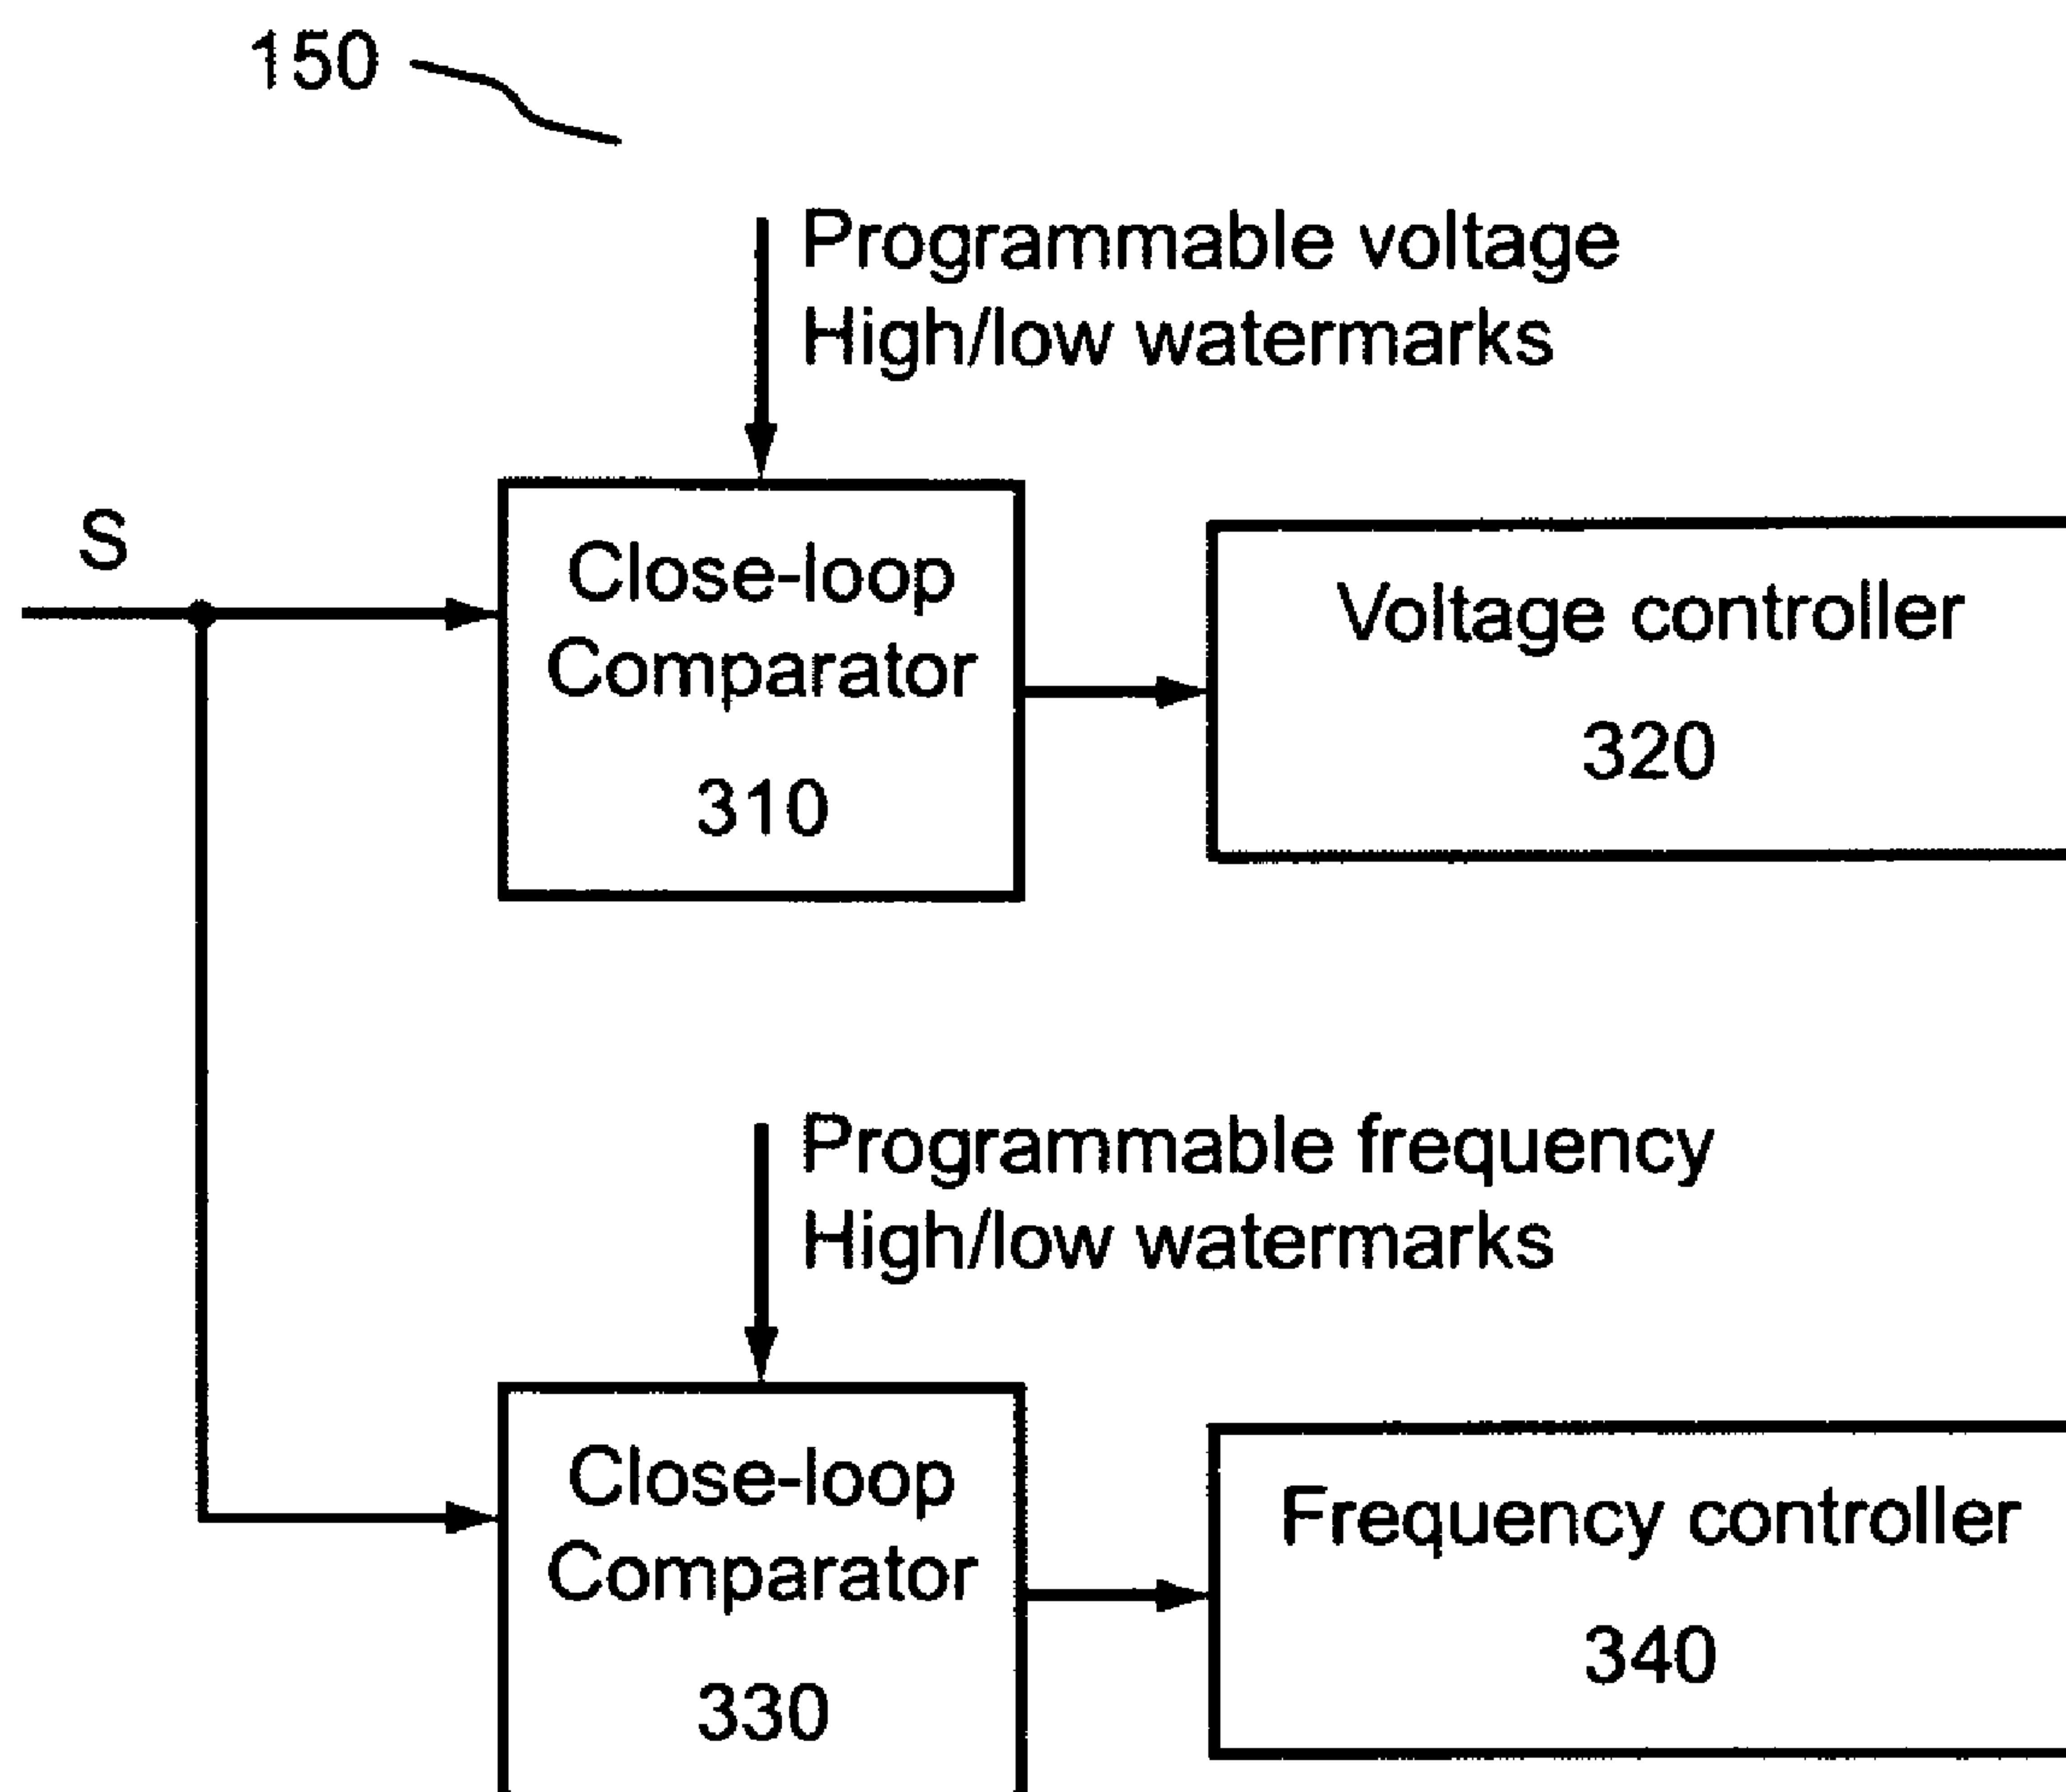 150
Programmable voltage
High/low watermarks
S
Close-loop
Comparator
310
Voltage controller
320
Programmable frequency
High/low watermarks
Close-loop
Comparator
330
Frequency controller
340